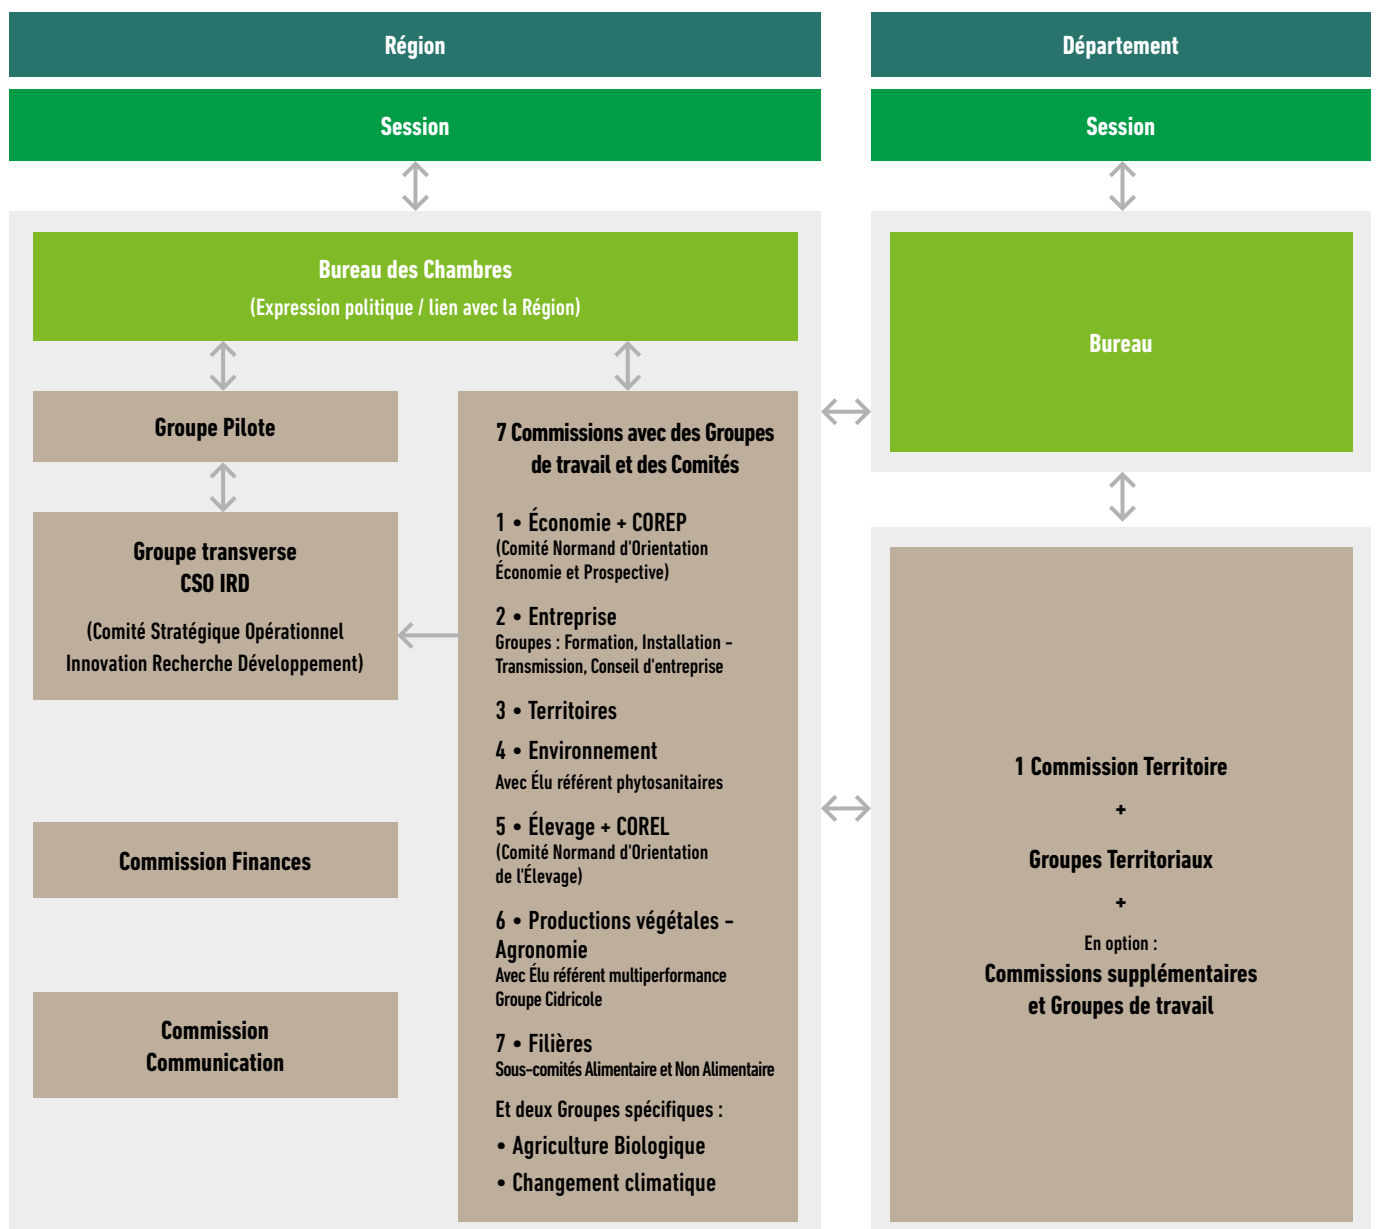 Région
Session
Bureau des Chambres
(Expression politique / lien avec la Région)
Groupe Pilote
Groupe transverse
CSO IRD
(Comité Stratégique Opérationnel
Innovation Recherche Développement)
Commission Finances
Commission
Communication
7 Commissions avec des Groupes
de travail et des Comités
1 • Économie + COREP
(Comité Normand d'Orientation
Économie et Prospective)
2 • Entreprise
Groupes : Formation, Installation -
Transmission, Conseil d'entreprise
3 • Territoires
4 • Environnement
Avec Élu référent phytosanitaires
5 • Élevage + COREL
(Comité Normand d'Orientation
de l'Élevage)
6 • Productions végétales -
Agronomie
Avec Élu référent multiperformance
Groupe Cidricole
7 • Filières
Sous-comités Alimentaire et Non Alimentaire
Et deux Groupes spécifiques :
• Agriculture Biologique
• Changement climatique
Département
Session
Bureau
1 Commission Territoire
+
Groupes Territoriaux
+
En option :
Commissions supplémentaires
et Groupes de travail